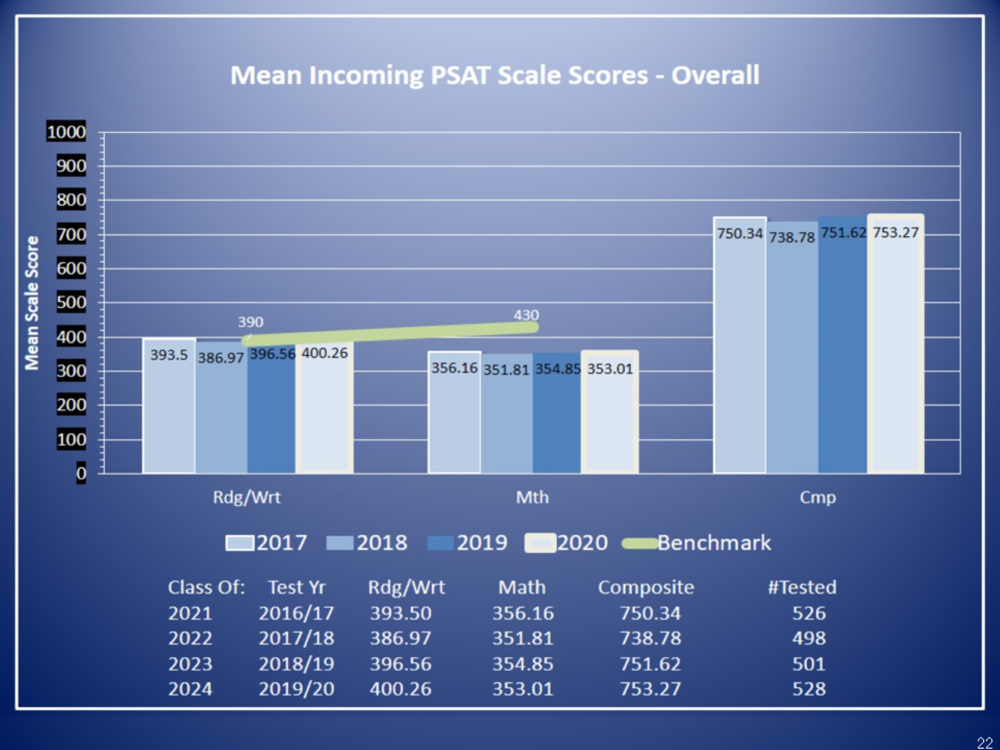 Mean Incoming PSAT Scale Scores - Overall
Mean Scale Score
1000
900
800
700
600
500
400
300
200
100
0
390
430
393.5 386.97 396.56 400.26
356.16 351.81 354.85 353.01
750.34 738.78 751.62 753.27
Rdg/Wrt Mth Cmp
2017 2018 2019 2020 Benchmark
Class Of: Test Yr Rdg/Wrt Math Composite #Tested
2021 2016/17 393.50 356.16 750.34 526
2022 2017/18 386.97 351.81 738.78 498
2023 2018/19 396.56 354.85 751.62 501
2024 2019/20 400.26 353.01 753.27 528
22